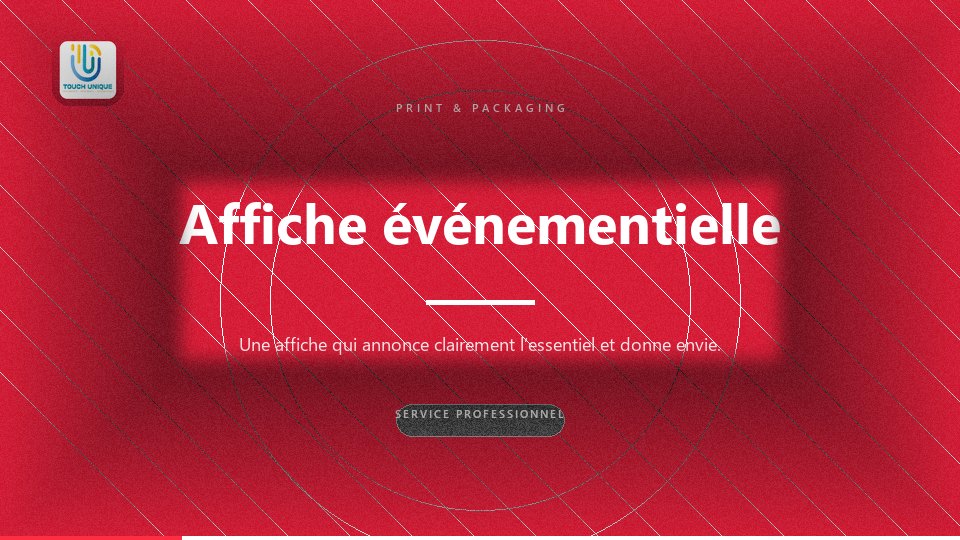 TOUCH UNIQUE
PRINT & PACKAGING
Affiche événementielle
Une affiche qui annonce clairement l'essentiel et donne envie.
SERVICE PROFESSIONNEL